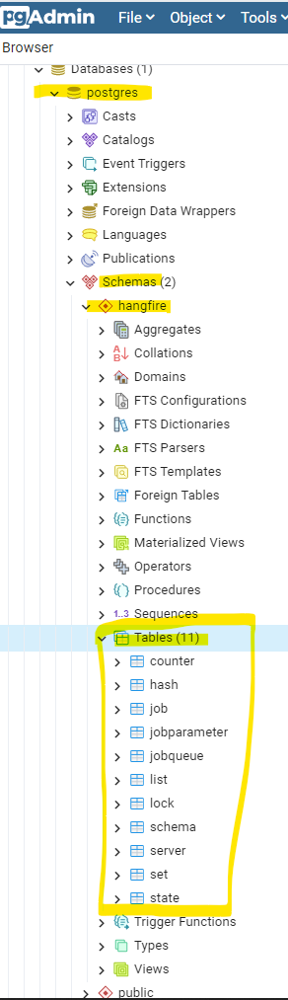 pgAdmin File Object Tools
Browser
Databases (1)
postgres
Casts
Catalogs
Event Triggers
Extensions
Foreign Data Wrappers
Languages
Publications
Schemas (2)
hangfire
Aggregates
A B Collations
Domains
FTS Configurations
FTS Dictionaries
Aa FTS Parsers
FTS Templates
Foreign Tables
Functions
Materialized Views
Operators
Procedures
1..3 Sequences
Tables (11)
counter
hash
job
jobparameter
jobqueue
list
lock
schema
server
set
state
Trigger Functions
Types
Views
public